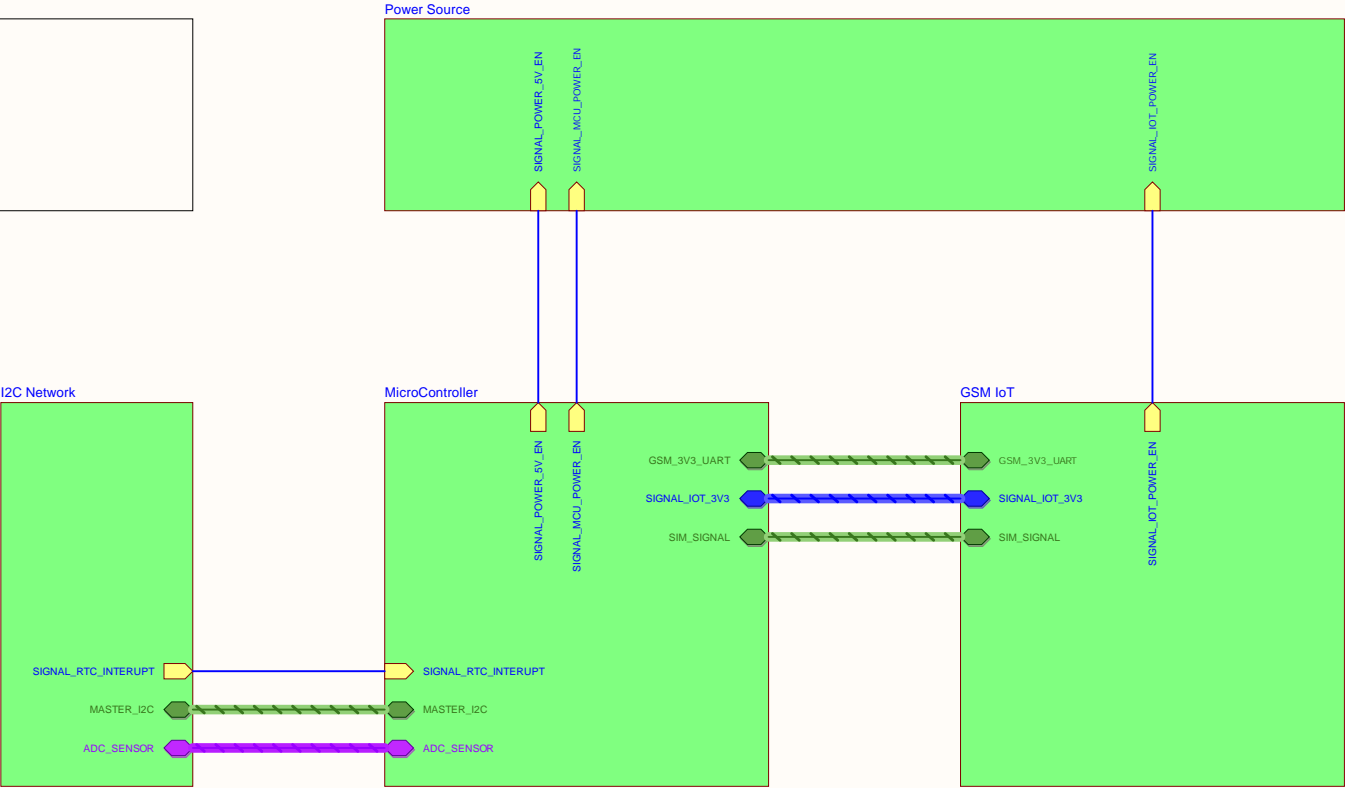 Power Source
SIGNAL_POWER_5V_EN
SIGNAL_MCU_POWER_EN
SIGNAL_IOT_POWER_EN
I2C Network
SIGNAL_RTC_INTERUPT
MASTER_I2C
ADC_SENSOR
MicroController
SIGNAL_POWER_5V_EN
SIGNAL_MCU_POWER_EN
GSM_3V3_UART
SIGNAL_IOT_3V3
SIM_SIGNAL
SIGNAL_RTC_INTERUPT
MASTER_I2C
ADC_SENSOR
GSM IoT
GSM_3V3_UART
SIGNAL_IOT_3V3
SIM_SIGNAL
SIGNAL_IOT_POWER_EN